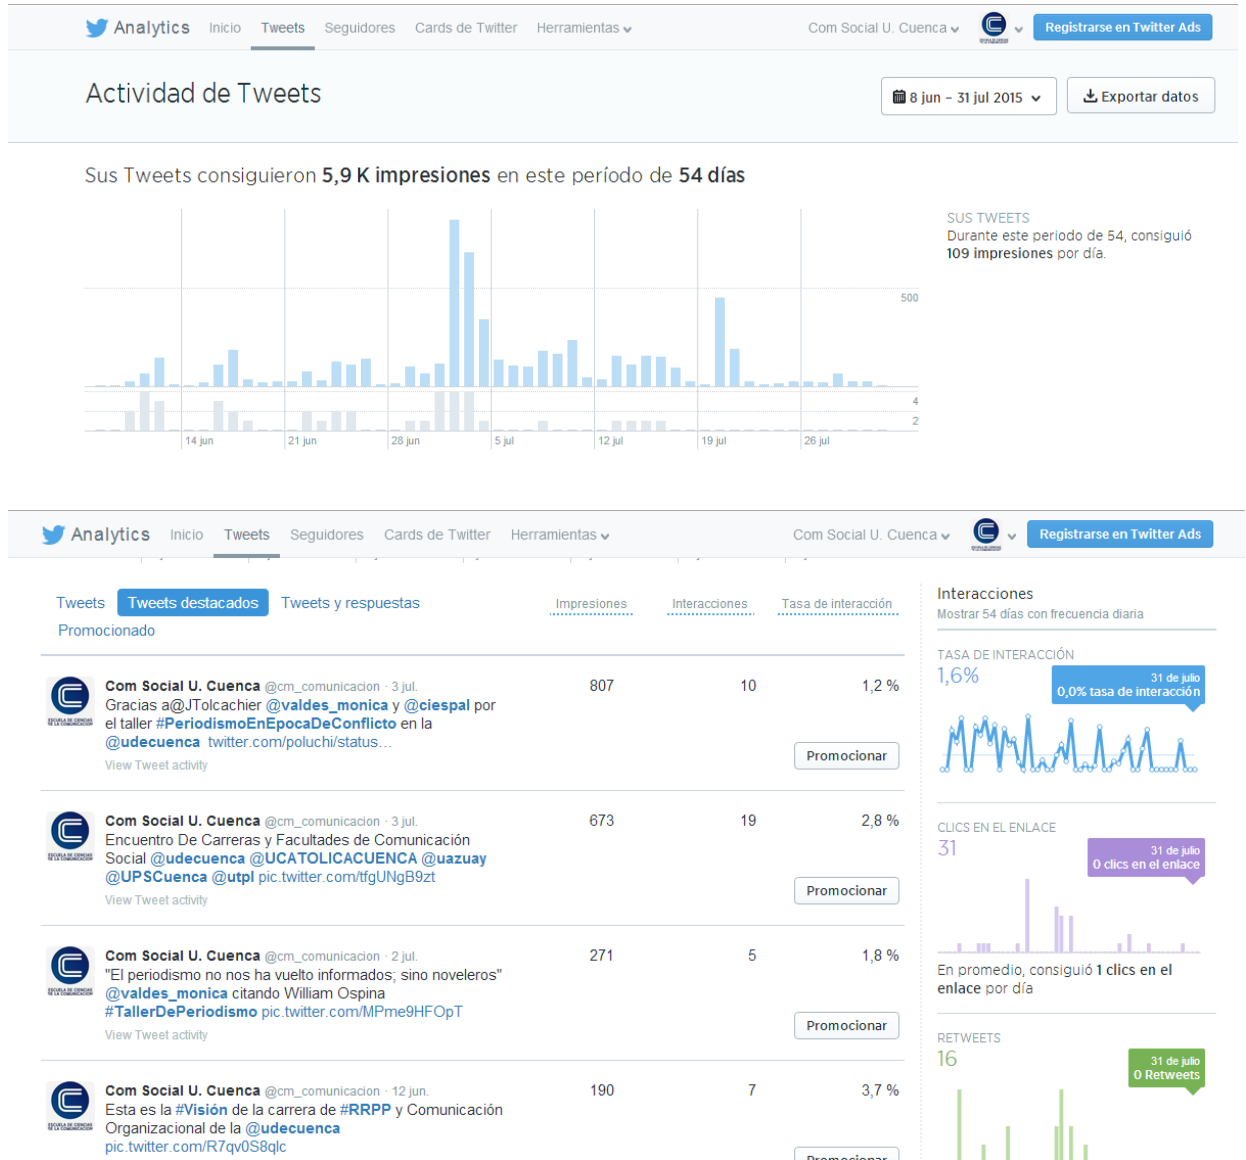 Analytics Inicio Tweets Seguidores Cards de Twitter Herramientas Com Social U. Cuenca Registrarse en Twitter Ads
Actividad de Tweets
8 jun – 31 jul 2015 Exportar datos
Sus Tweets consiguieron 5,9 K impresiones en este período de 54 días
SUS TWEETS
Durante este periodo de 54, consiguió
109 impresiones por día.
500
4
2
14 jun 21 jun 28 jun 5 jul 12 jul 19 jul 26 jul
Analytics Inicio Tweets Seguidores Cards de Twitter Herramientas Com Social U. Cuenca Registrarse en Twitter Ads
Tweets Tweets destacados Tweets y respuestas Impresiones Interacciones Tasa de interacción
Promocionado
Com Social U. Cuenca @cm_comunicacion · 3 jul. 807 10 1,2 %
Gracias a@JTolcachier @valdes_monica y @ciespal por
el taller #PeriodismoEnEpocaDeConflicto en la
@udecuenca twitter.com/poluchi/status…
View Tweet activity
Promocionar
Com Social U. Cuenca @cm_comunicacion · 3 jul. 673 19 2,8 %
Encuentro De Carreras y Facultades de Comunicación
Social @udecuenca @UCATOLICACUENCA @uazuay
@UPSCuenca @utpl pic.twitter.com/tfgUNgB9zt
View Tweet activity
Promocionar
Com Social U. Cuenca @cm_comunicacion · 2 jul. 271 5 1,8 %
"El periodismo no nos ha vuelto informados; sino noveleros"
@valdes_monica citando William Ospina
#TallerDePeriodismo pic.twitter.com/MPme9HFOpT
View Tweet activity
Promocionar
Com Social U. Cuenca @cm_comunicacion · 12 jun. 190 7 3,7 %
Esta es la #Visión de la carrera de #RRPP y Comunicación
Organizacional de la @udecuenca
pic.twitter.com/R7qv0S8qlc
Promocionar
Interacciones
Mostrar 54 días con frecuencia diaria
TASA DE INTERACCIÓN
1,6%
31 de julio
0,0% tasa de interacción
CLICS EN EL ENLACE
31
31 de julio
0 clics en el enlace
En promedio, consiguió 1 clics en el
enlace por día
RETWEETS
16
31 de julio
0 Retweets